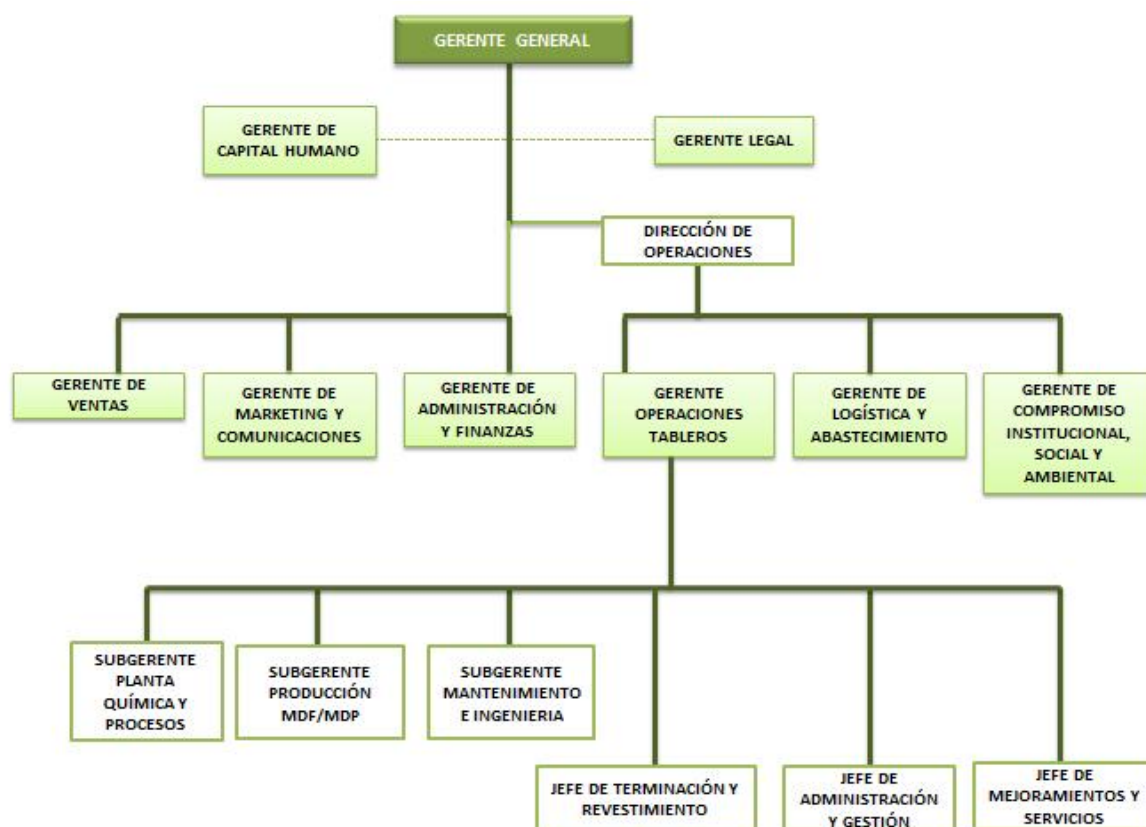 GERENTE GENERAL
GERENTE DE
CAPITAL HUMANO
GERENTE LEGAL
DIRECCIÓN DE
OPERACIONES
GERENTE DE
VENTAS
GERENTE DE
MARKETING Y
COMUNICACIONES
GERENTE DE
ADMINISTRACIÓN
Y FINANZAS
GERENTE
OPERACIONES
TABLEROS
GERENTE DE
LOGÍSTICA Y
ABASTECIMIENTO
GERENTE DE
COMPROMISO
INSTITUCIONAL,
SOCIAL Y
AMBIENTAL
SUBGERENTE
PLANTA
QUÍMICA Y
PROCESOS
SUBGERENTE
PRODUCCIÓN
MDF/MDP
SUBGERENTE
MANTENIMIENTO
E INGENIERIA
JEFE DE TERMINACIÓN Y
REVESTIMIENTO
JEFE DE
ADMINISTRACIÓN
Y GESTIÓN
JEFE DE
MEJORAMIENTOS Y
SERVICIOS